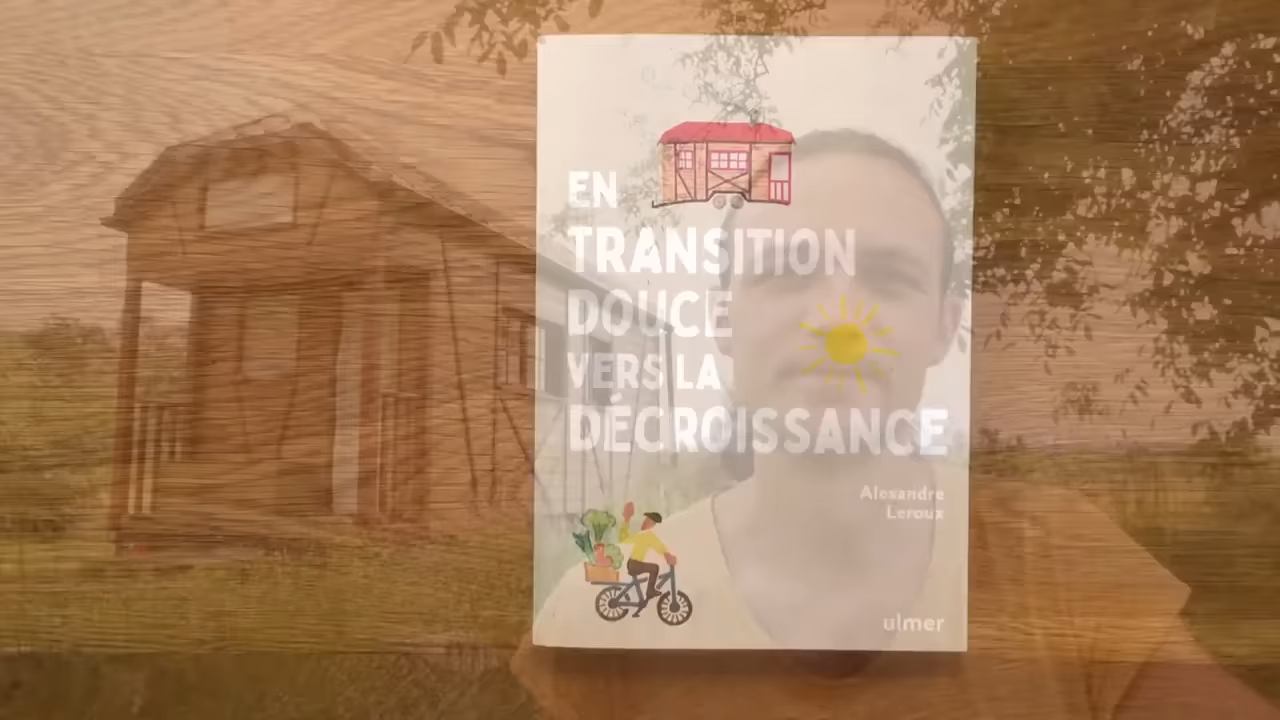 EN
TRANSITION
DOUCE
VERS LA
DÉCROISSANCE
Alexandre
Leroux
ulmer